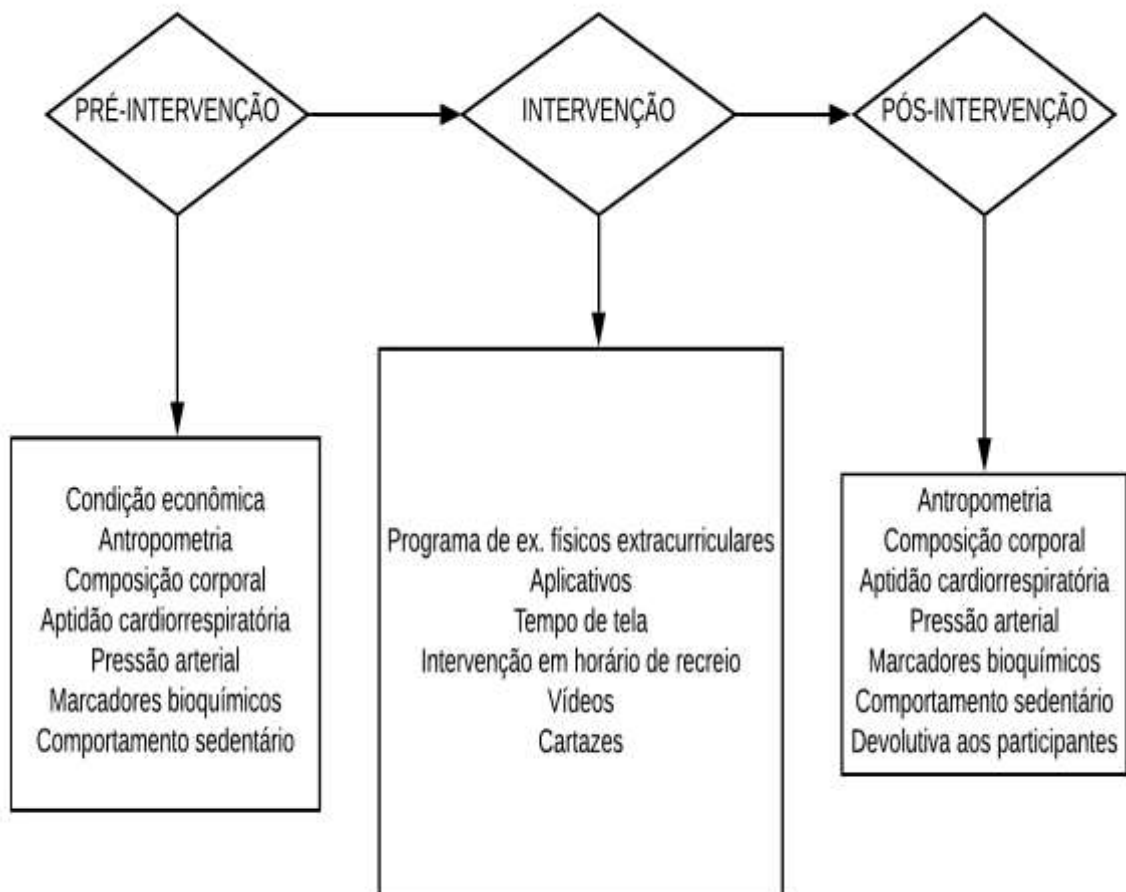 PRÉ-INTERVENÇÃO
INTERVENÇÃO
PÓS-INTERVENÇÃO
Condição econômica
Antropometria
Composição corporal
Aptidão cardiorrespiratória
Pressão arterial
Marcadores bioquímicos
Comportamento sedentário
Programa de ex. físicos extracurriculares
Aplicativos
Tempo de tela
Intervenção em horário de recreio
Vídeos
Cartazes
Antropometria
Composição corporal
Aptidão cardiorrespiratória
Pressão arterial
Marcadores bioquímicos
Comportamento sedentário
Devolutiva aos participantes